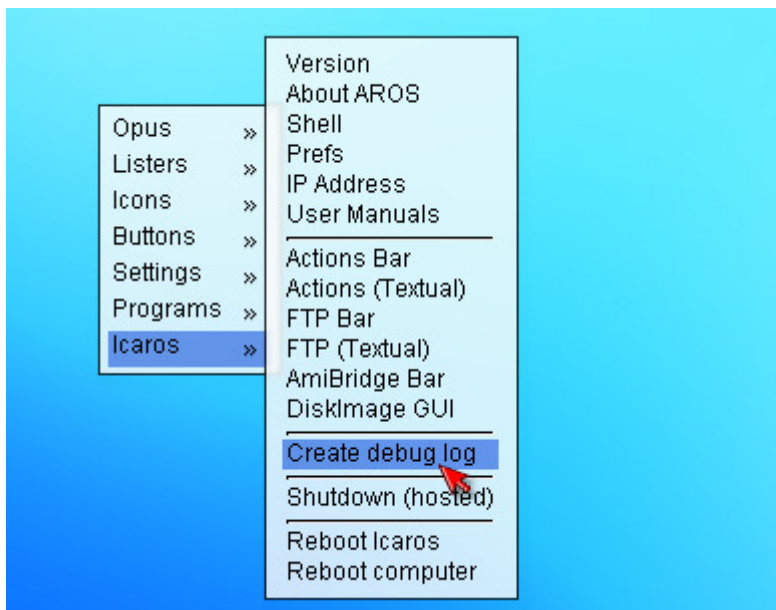 Opus »
Listers »
Icons »
Buttons »
Settings »
Programs »
Icaros »
Version
About AROS
Shell
Prefs
IP Address
User Manuals
Actions Bar
Actions (Textual)
FTP Bar
FTP (Textual)
AmiBridge Bar
DiskImage GUI
Create debug log
Shutdown (hosted)
Reboot Icaros
Reboot computer